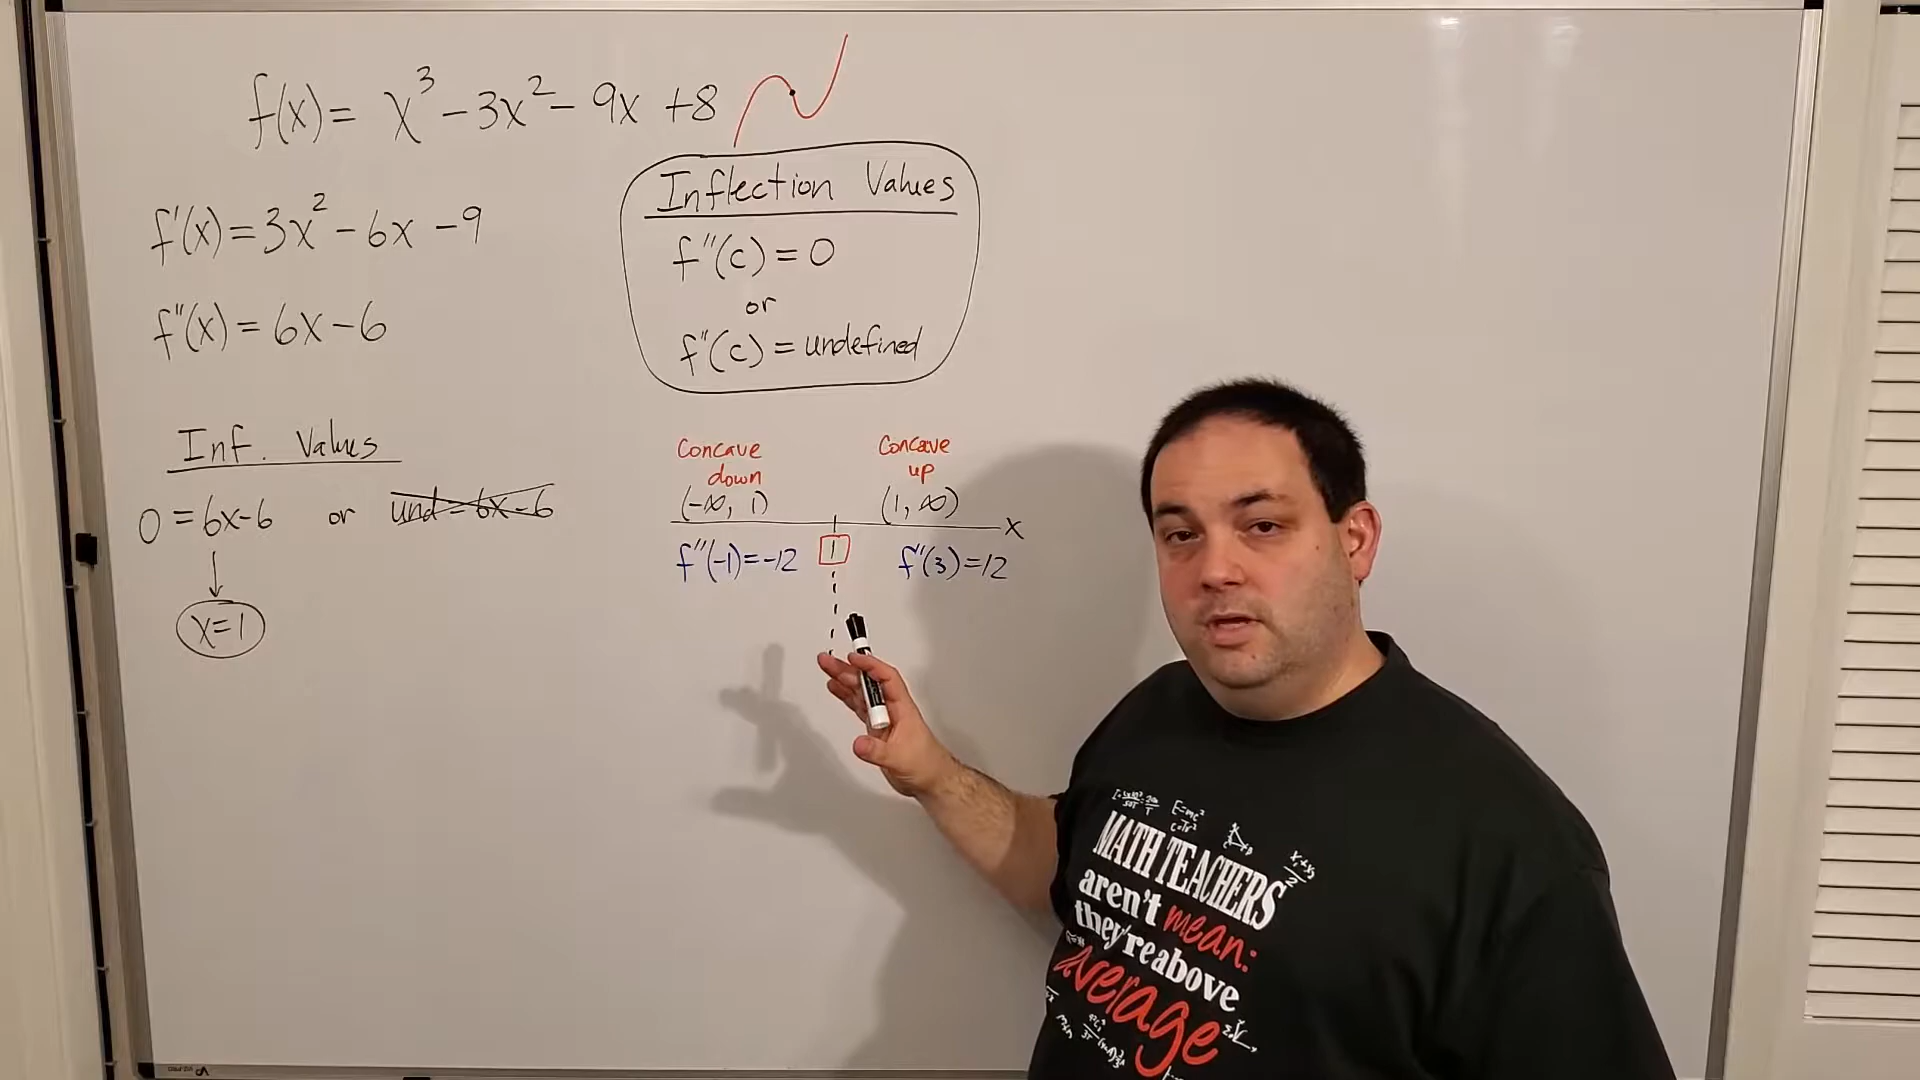 f(x) = x³ - 3x² - 9x + 8
f'(x) = 3x² - 6x - 9
f''(x) = 6x - 6
Inf. Values
0 = 6x-6 or und = 6x-6
x=1
Inflection Values
f''(c) = 0
or
f''(c) = undefined
Concave down
Concave up
(-∞, 1)
(1, ∞)
x
f''(-1)=-12
1
f''(3)=12
E=mc²
MATH TEACHERS
aren't mean:
they're above
average